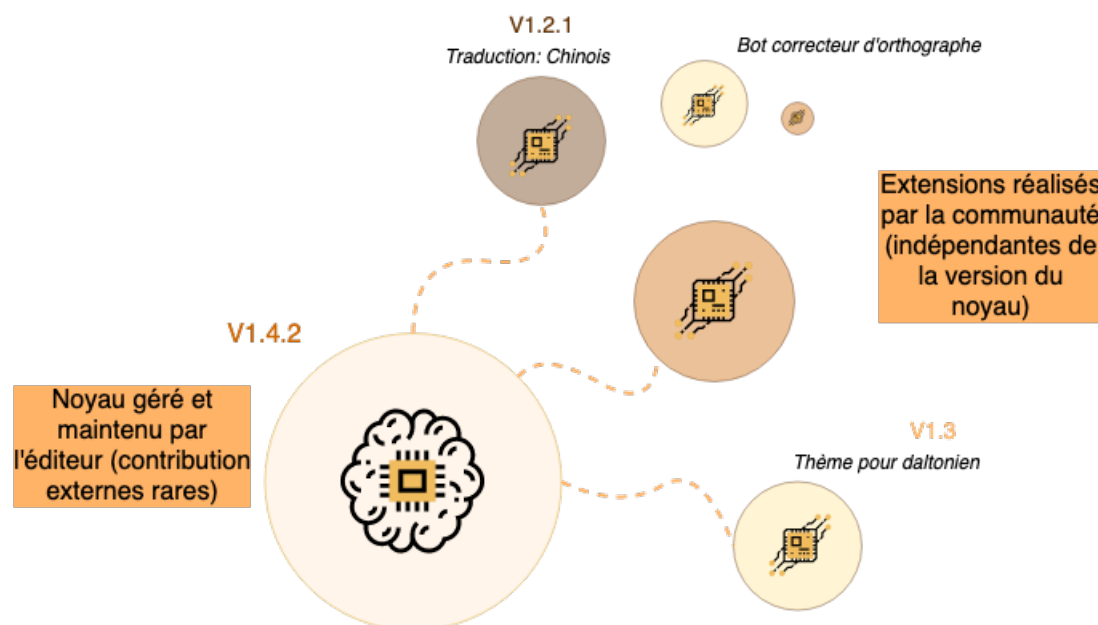 V1.2.1
Traduction: Chinois
Bot correcteur d'orthographe
Extensions réalisés
par la communauté
(indépendantes de
la version du
noyau)
V1.4.2
Noyau géré et
maintenu par
l'éditeur (contribution
externes rares)
V1.3
Thème pour daltonien